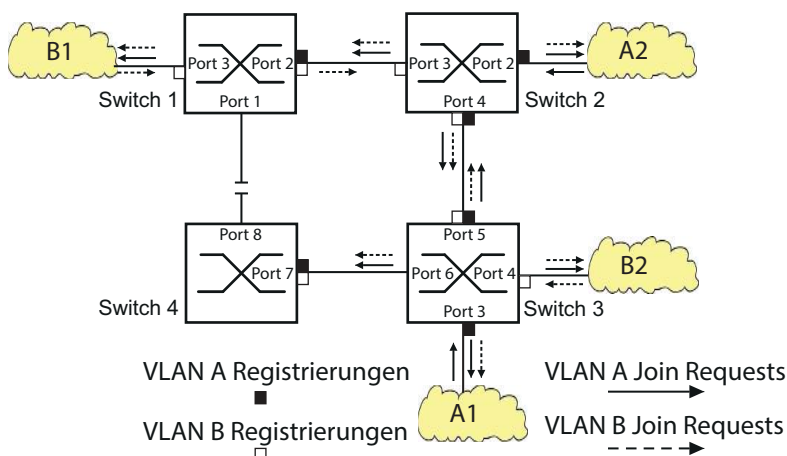 B1
Port 3 Port 2
Port 1
Switch 1
Port 3 Port 2
Port 4
Switch 2
A2
Port 8
Port 7
Switch 4
Port 5
Port 6 Port 4
Port 3
Switch 3
B2
A1
VLAN A Registrierungen
VLAN B Registrierungen
VLAN A Join Requests
VLAN B Join Requests